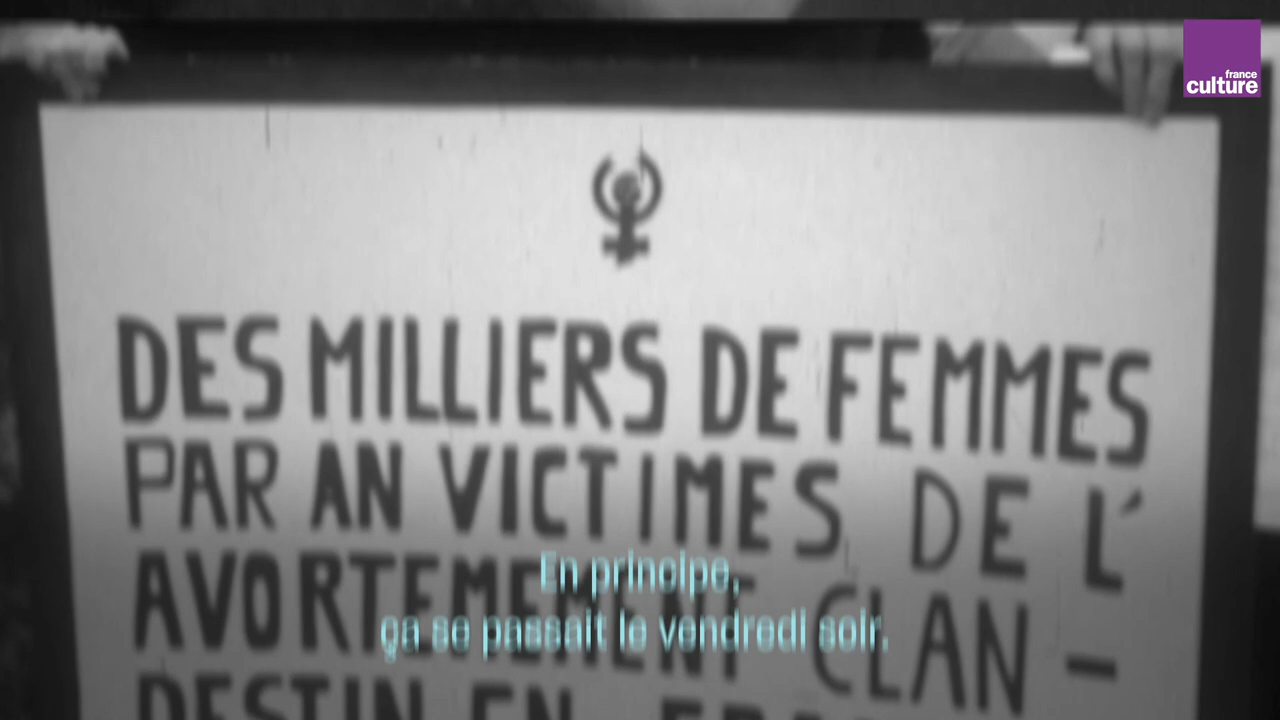 france
culture
DES MILLIERS DE FEMMES
PAR AN VICTIMES DE L'
AVORTEMENT CLAN-
DESTIN EN
En principe,
ça se passait le vendredi soir.